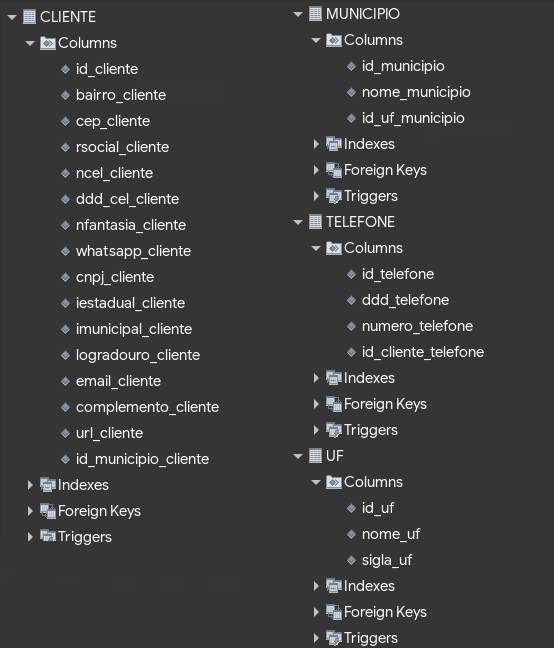 CLIENTE
Columns
id_cliente
bairro_cliente
cep_cliente
rsocial_cliente
ncel_cliente
ddd_cel_cliente
nfantasia_cliente
whatsapp_cliente
cnpj_cliente
iestadual_cliente
imunicipal_cliente
logradouro_cliente
email_cliente
complemento_cliente
url_cliente
id_municipio_cliente
Indexes
Foreign Keys
Triggers
MUNICIPIO
Columns
id_municipio
nome_municipio
id_uf_municipio
Indexes
Foreign Keys
Triggers
TELEFONE
Columns
id_telefone
ddd_telefone
numero_telefone
id_cliente_telefone
Indexes
Foreign Keys
Triggers
UF
Columns
id_uf
nome_uf
sigla_uf
Indexes
Foreign Keys
Triggers